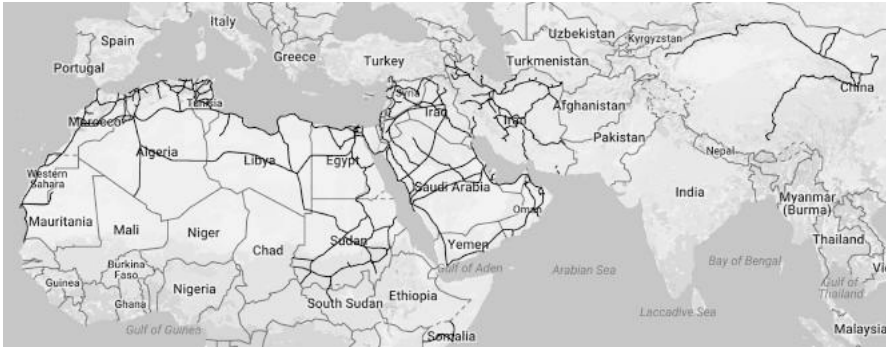 Italy
Spain
Portugal
Greece
Turkey
Uzbekistan
Kyrgyzstan
Turkmenistan
China
Tunisia
Syria
Morocco
Iraq
Iran
Afghanistan
Pakistan
Algeria
Libya
Egypt
Nepal
Western
Sahara
Saudi Arabia
India
Myanmar
(Burma)
Mauritania
Mali
Niger
Chad
Sudan
Oman
Yemen
Thailand
Gulf of Aden
Arabian Sea
Bay of Bengal
Burkina
Faso
Guinea
Ghana
Nigeria
South Sudan
Ethiopia
Gulf of
Thailand
Vi
Laccadive Sea
Gulf of Guinea
Somalia
Malaysia